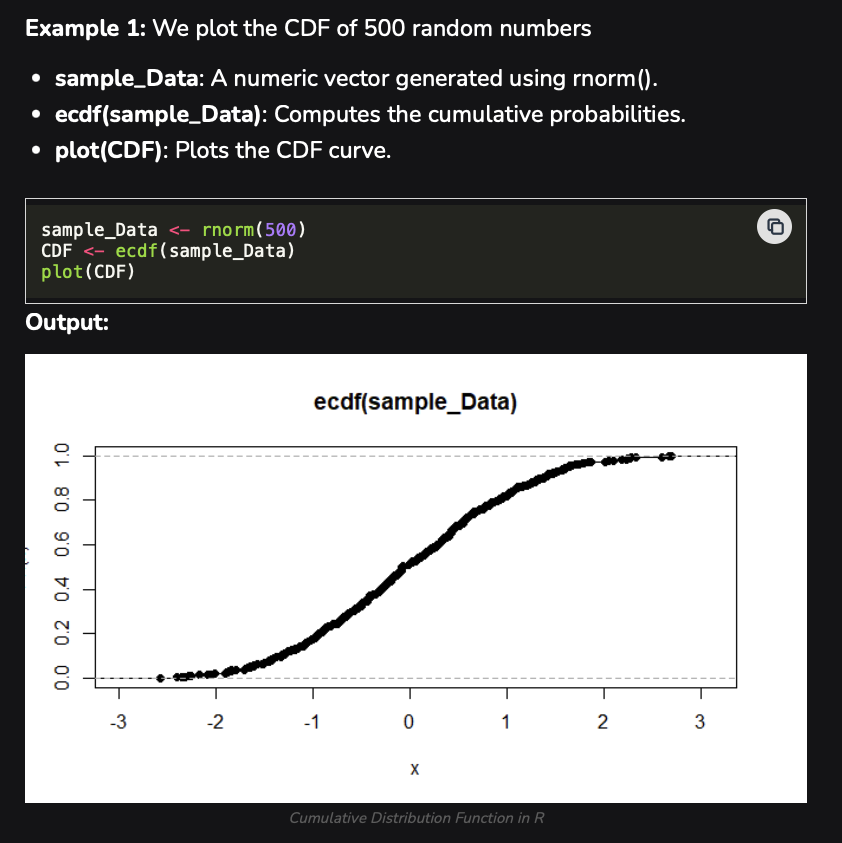 Example 1: We plot the CDF of 500 random numbers
• sample_Data: A numeric vector generated using rnorm().
• ecdf(sample_Data): Computes the cumulative probabilities.
• plot(CDF): Plots the CDF curve.
sample_Data <- rnorm(500)
CDF <- ecdf(sample_Data)
plot(CDF)
Output:
ecdf(sample_Data)
1.0
0.8
0.6
0.4
0.2
0.0
-3 -2 -1 0 1 2 3
x
Cumulative Distribution Function in R